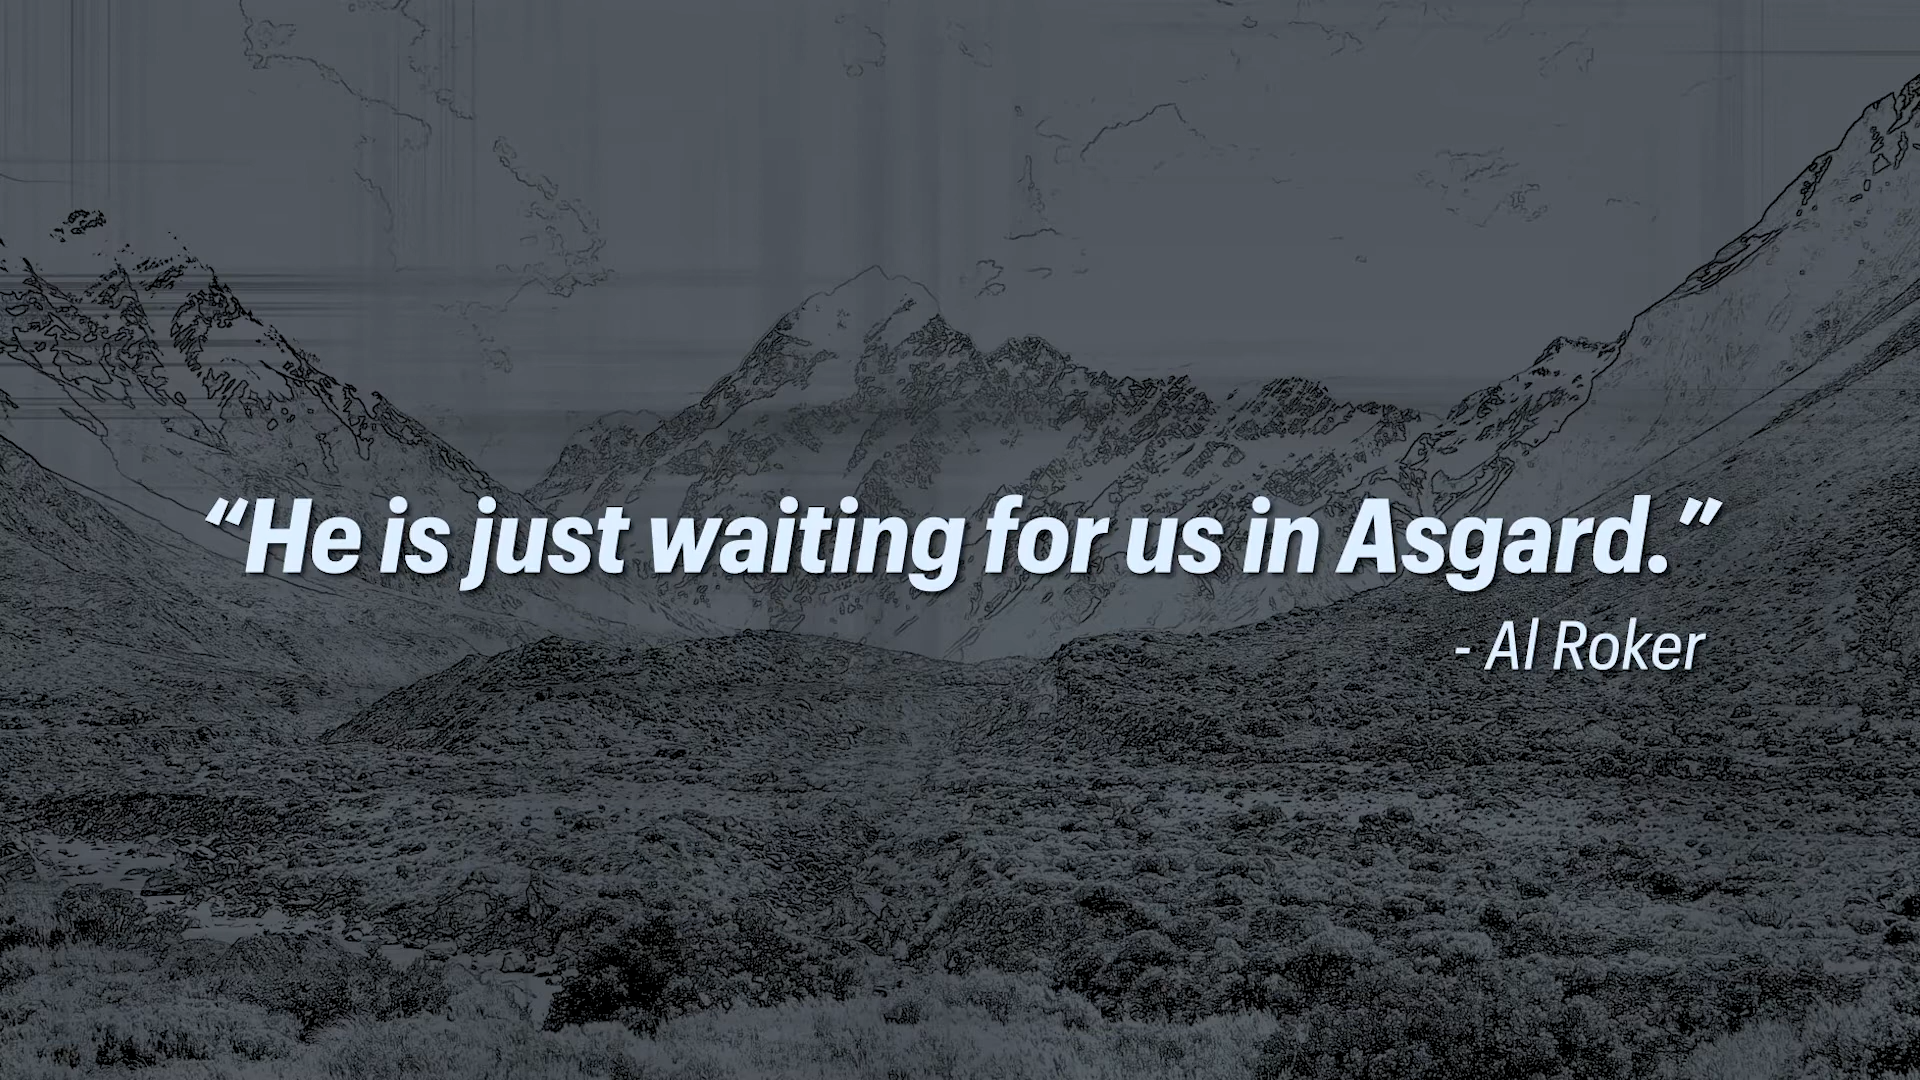 “He is just waiting for us in Asgard.”
- Al Roker